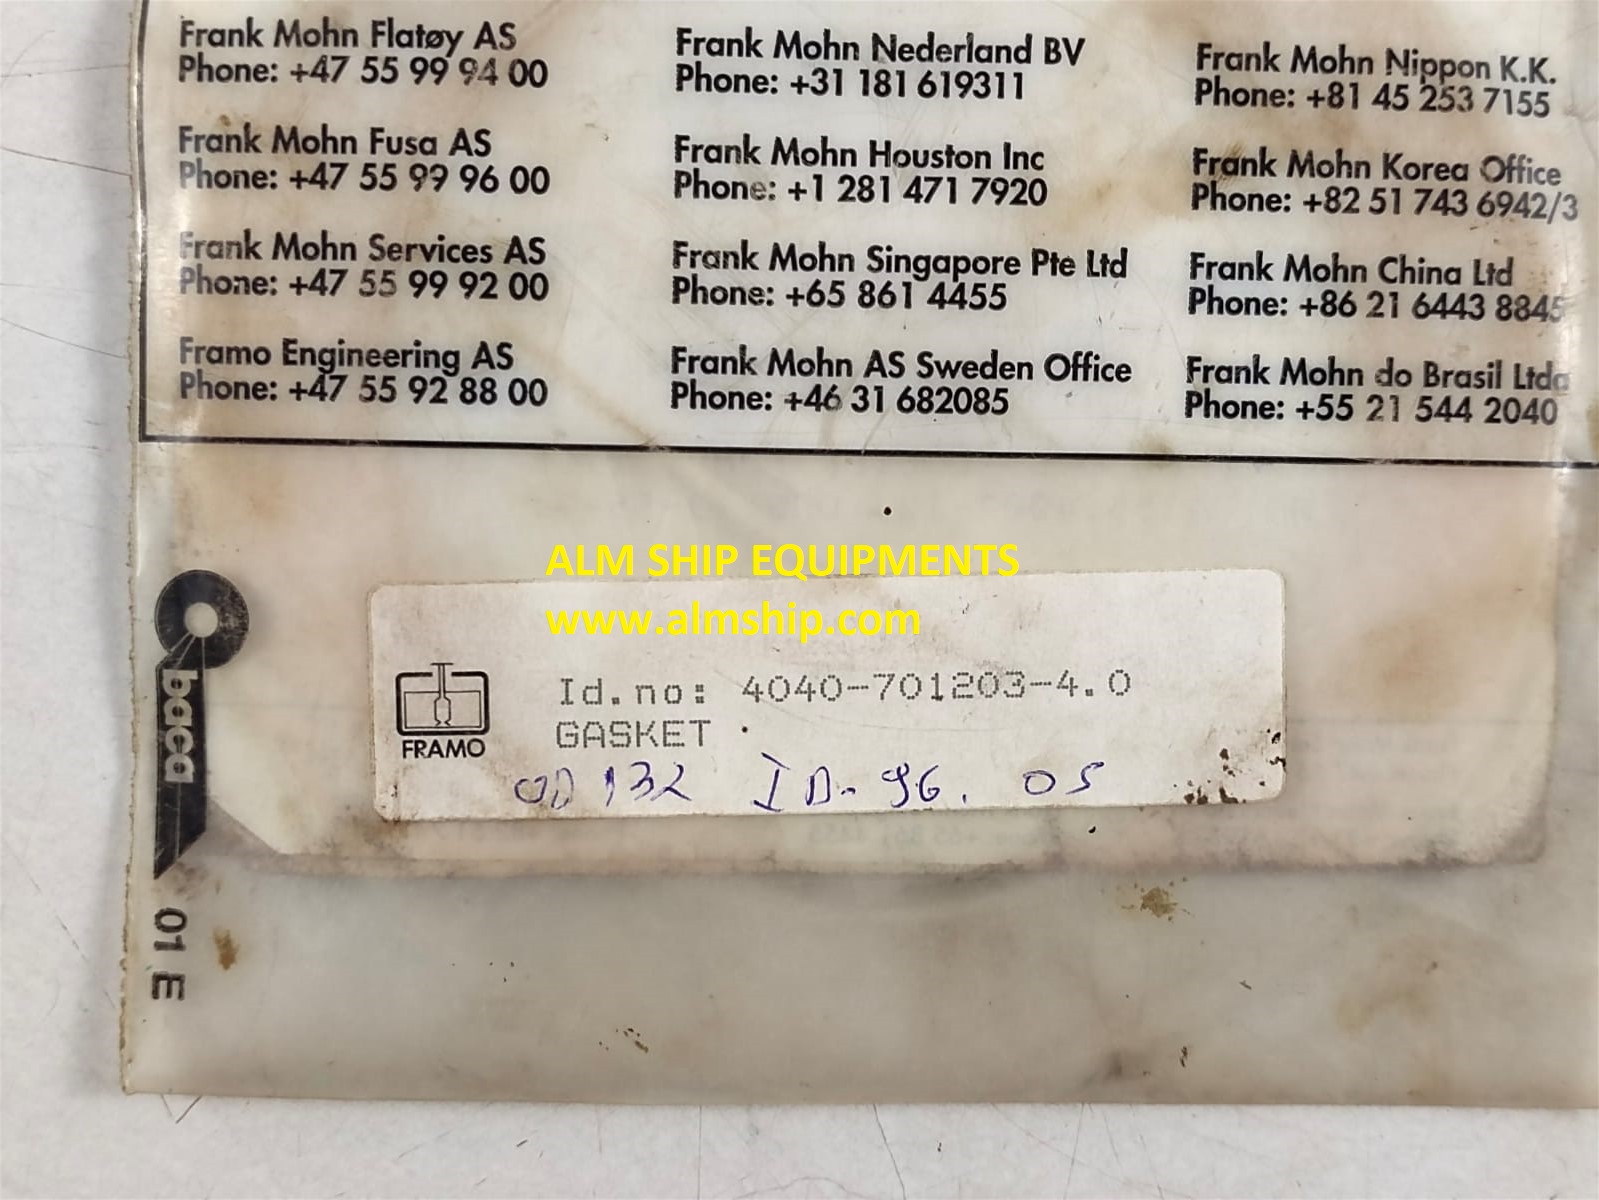 Frank Mohn Flatøy AS
Phone: +47 55 99 94 00
Frank Mohn Fusa AS
Phone: +47 55 99 96 00
Frank Mohn Services AS
Phone: +47 55 99 92 00
Framo Engineering AS
Phone: +47 55 92 88 00
Frank Mohn Nederland BV
Phone: +31 181 619311
Frank Mohn Houston Inc
Phone: +1 281 471 7920
Frank Mohn Singapore Pte Ltd
Phone: +65 861 4455
Frank Mohn AS Sweden Office
Phone: +46 31 682085
Frank Mohn Nippon K.K.
Phone: +81 45 253 7155
Frank Mohn Korea Office
Phone: +82 51 743 6942/3
Frank Mohn China Ltd
Phone: +86 21 6443 8845
Frank Mohn do Brasil Ltda
Phone: +55 21 544 2040
ALM SHIP EQUIPMENTS
www.almship.com
Id.no: 4040-701203-4.0
GASKET
FRAMO
OD 132 ID-96. 05
baca
01 E